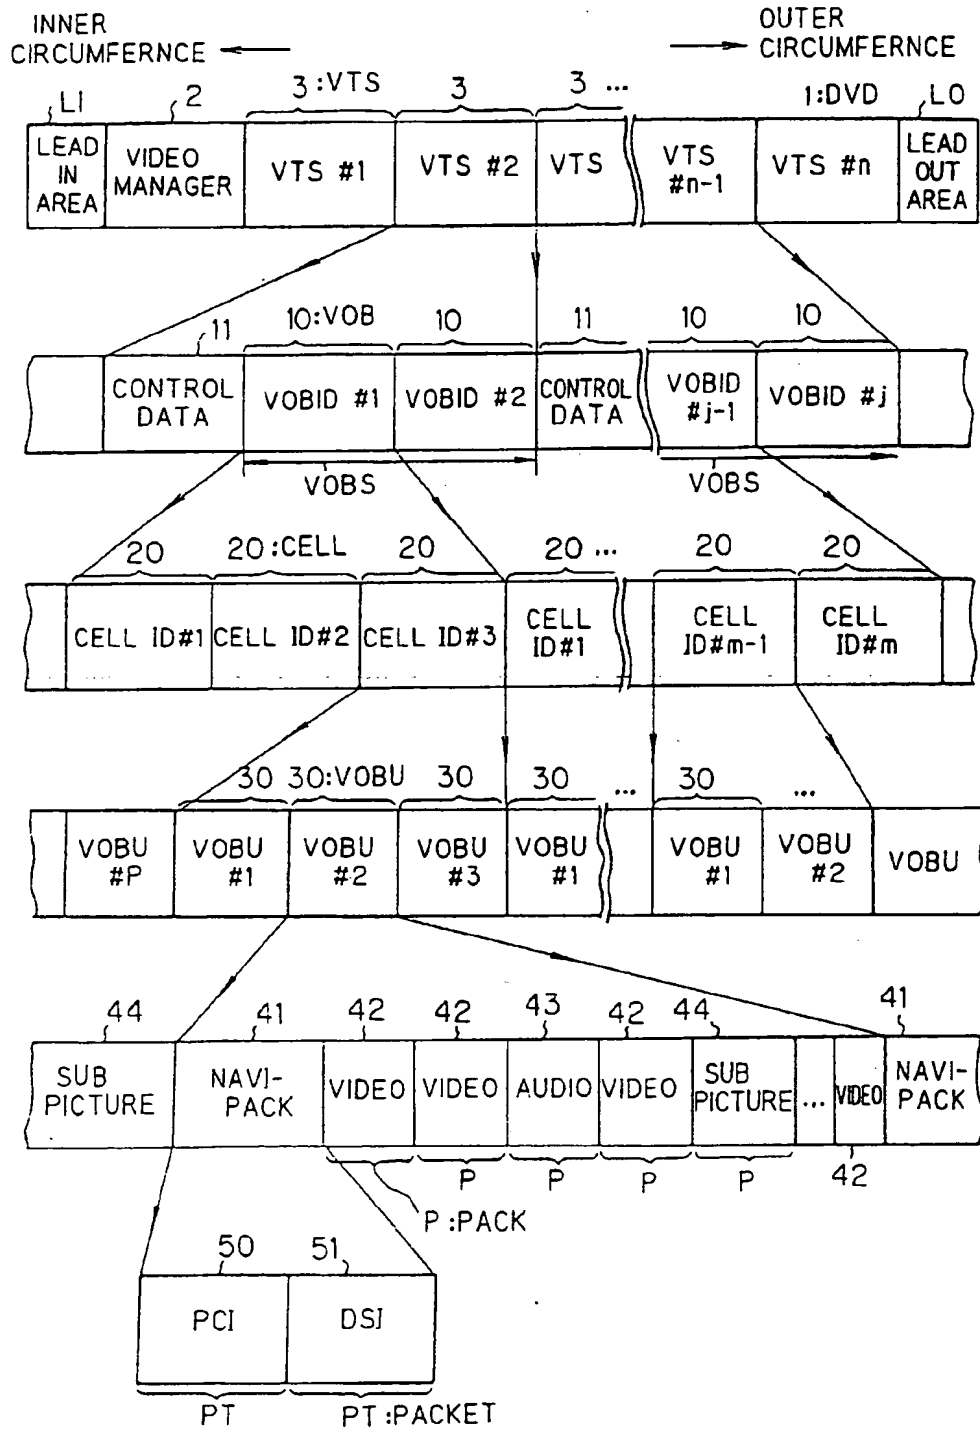 INNER
CIRCUMFERNCE
OUTER
CIRCUMFERNCE
LI 2 3:VTS 3 3 ... 1:DVD LO
LEAD IN AREA
VIDEO MANAGER
VTS #1
VTS #2
VTS
VTS #n-1
VTS #n
LEAD OUT AREA
11 10:VOB 10 11 10 10
CONTROL DATA
VOBID #1
VOBID #2
CONTROL DATA
VOBID #j-1
VOBID #j
VOBS
VOBS
20 20:CELL 20 20 ... 20 20
CELL ID#1
CELL ID#2
CELL ID#3
CELL ID#1
CELL ID#m-1
CELL ID#m
30 30:VOBU 30 30 ... 30 ...
VOBU #P
VOBU #1
VOBU #2
VOBU #3
VOBU #1
VOBU #1
VOBU #2
VOBU
44 41 42 42 43 42 44 41
SUB PICTURE
NAVI-PACK
VIDEO
VIDEO
AUDIO
VIDEO
SUB PICTURE
...
VIDEO
NAVI-PACK
P P P P 42
P:PACK
50 51
PCI
DSI
PT PT:PACKET